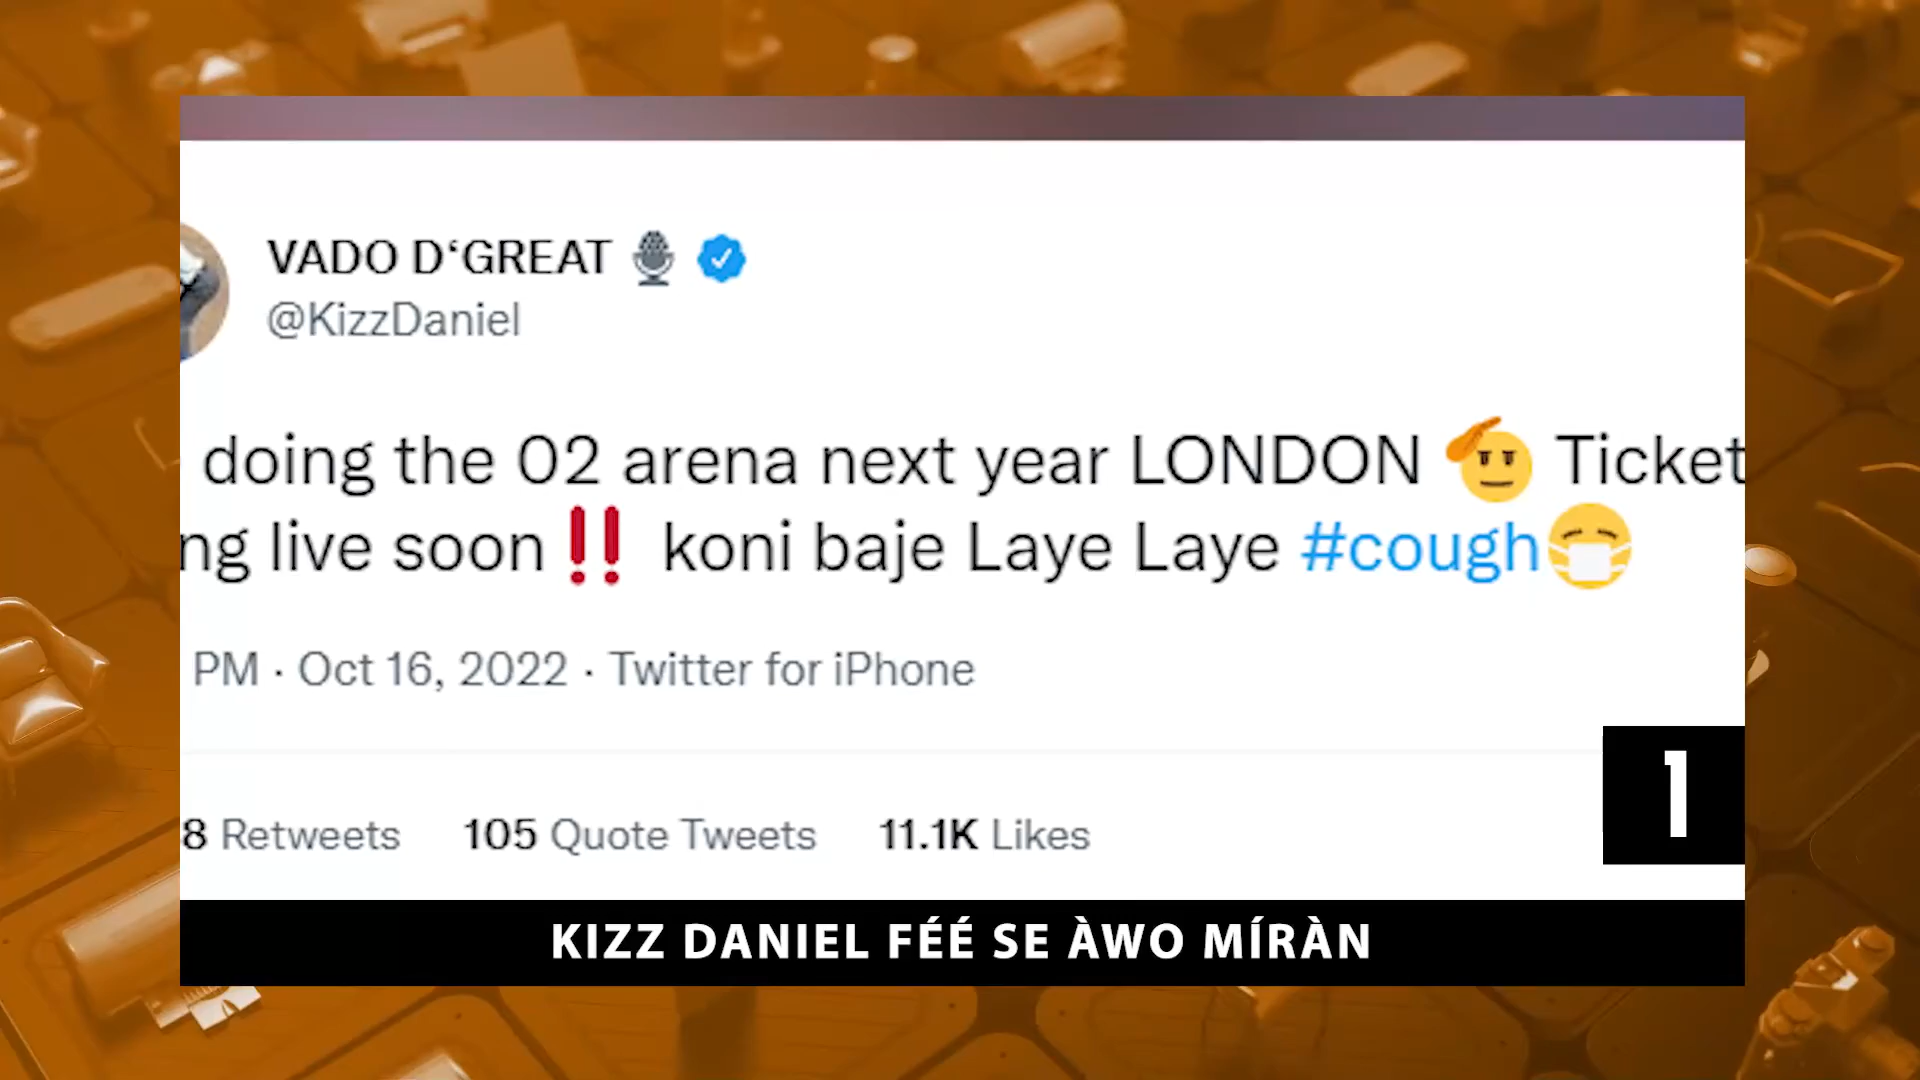 VADO D‘GREAT 🎙
@KizzDaniel
doing the O2 arena next year LONDON 🫡 Ticket
ng live soon‼️ koni baje Laye Laye #cough😷
PM · Oct 16, 2022 · Twitter for iPhone
8 Retweets 105 Quote Tweets 11.1K Likes
1
KIZZ DANIEL FÉÉ SE ÀWO MÍRÀN